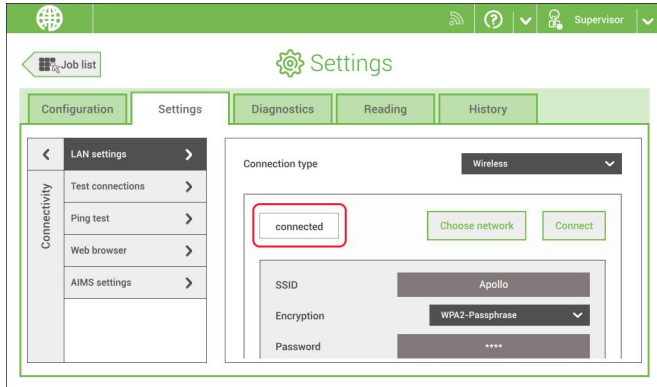 Supervisor
Job list
Settings
Configuration
Settings
Diagnostics
Reading
History
Connectivity
LAN settings
Test connections
Ping test
Web browser
AIMS settings
Connection type
Wireless
connected
Choose network
Connect
SSID
Apollo
Encryption
WPA2-Passphrase
Password
****